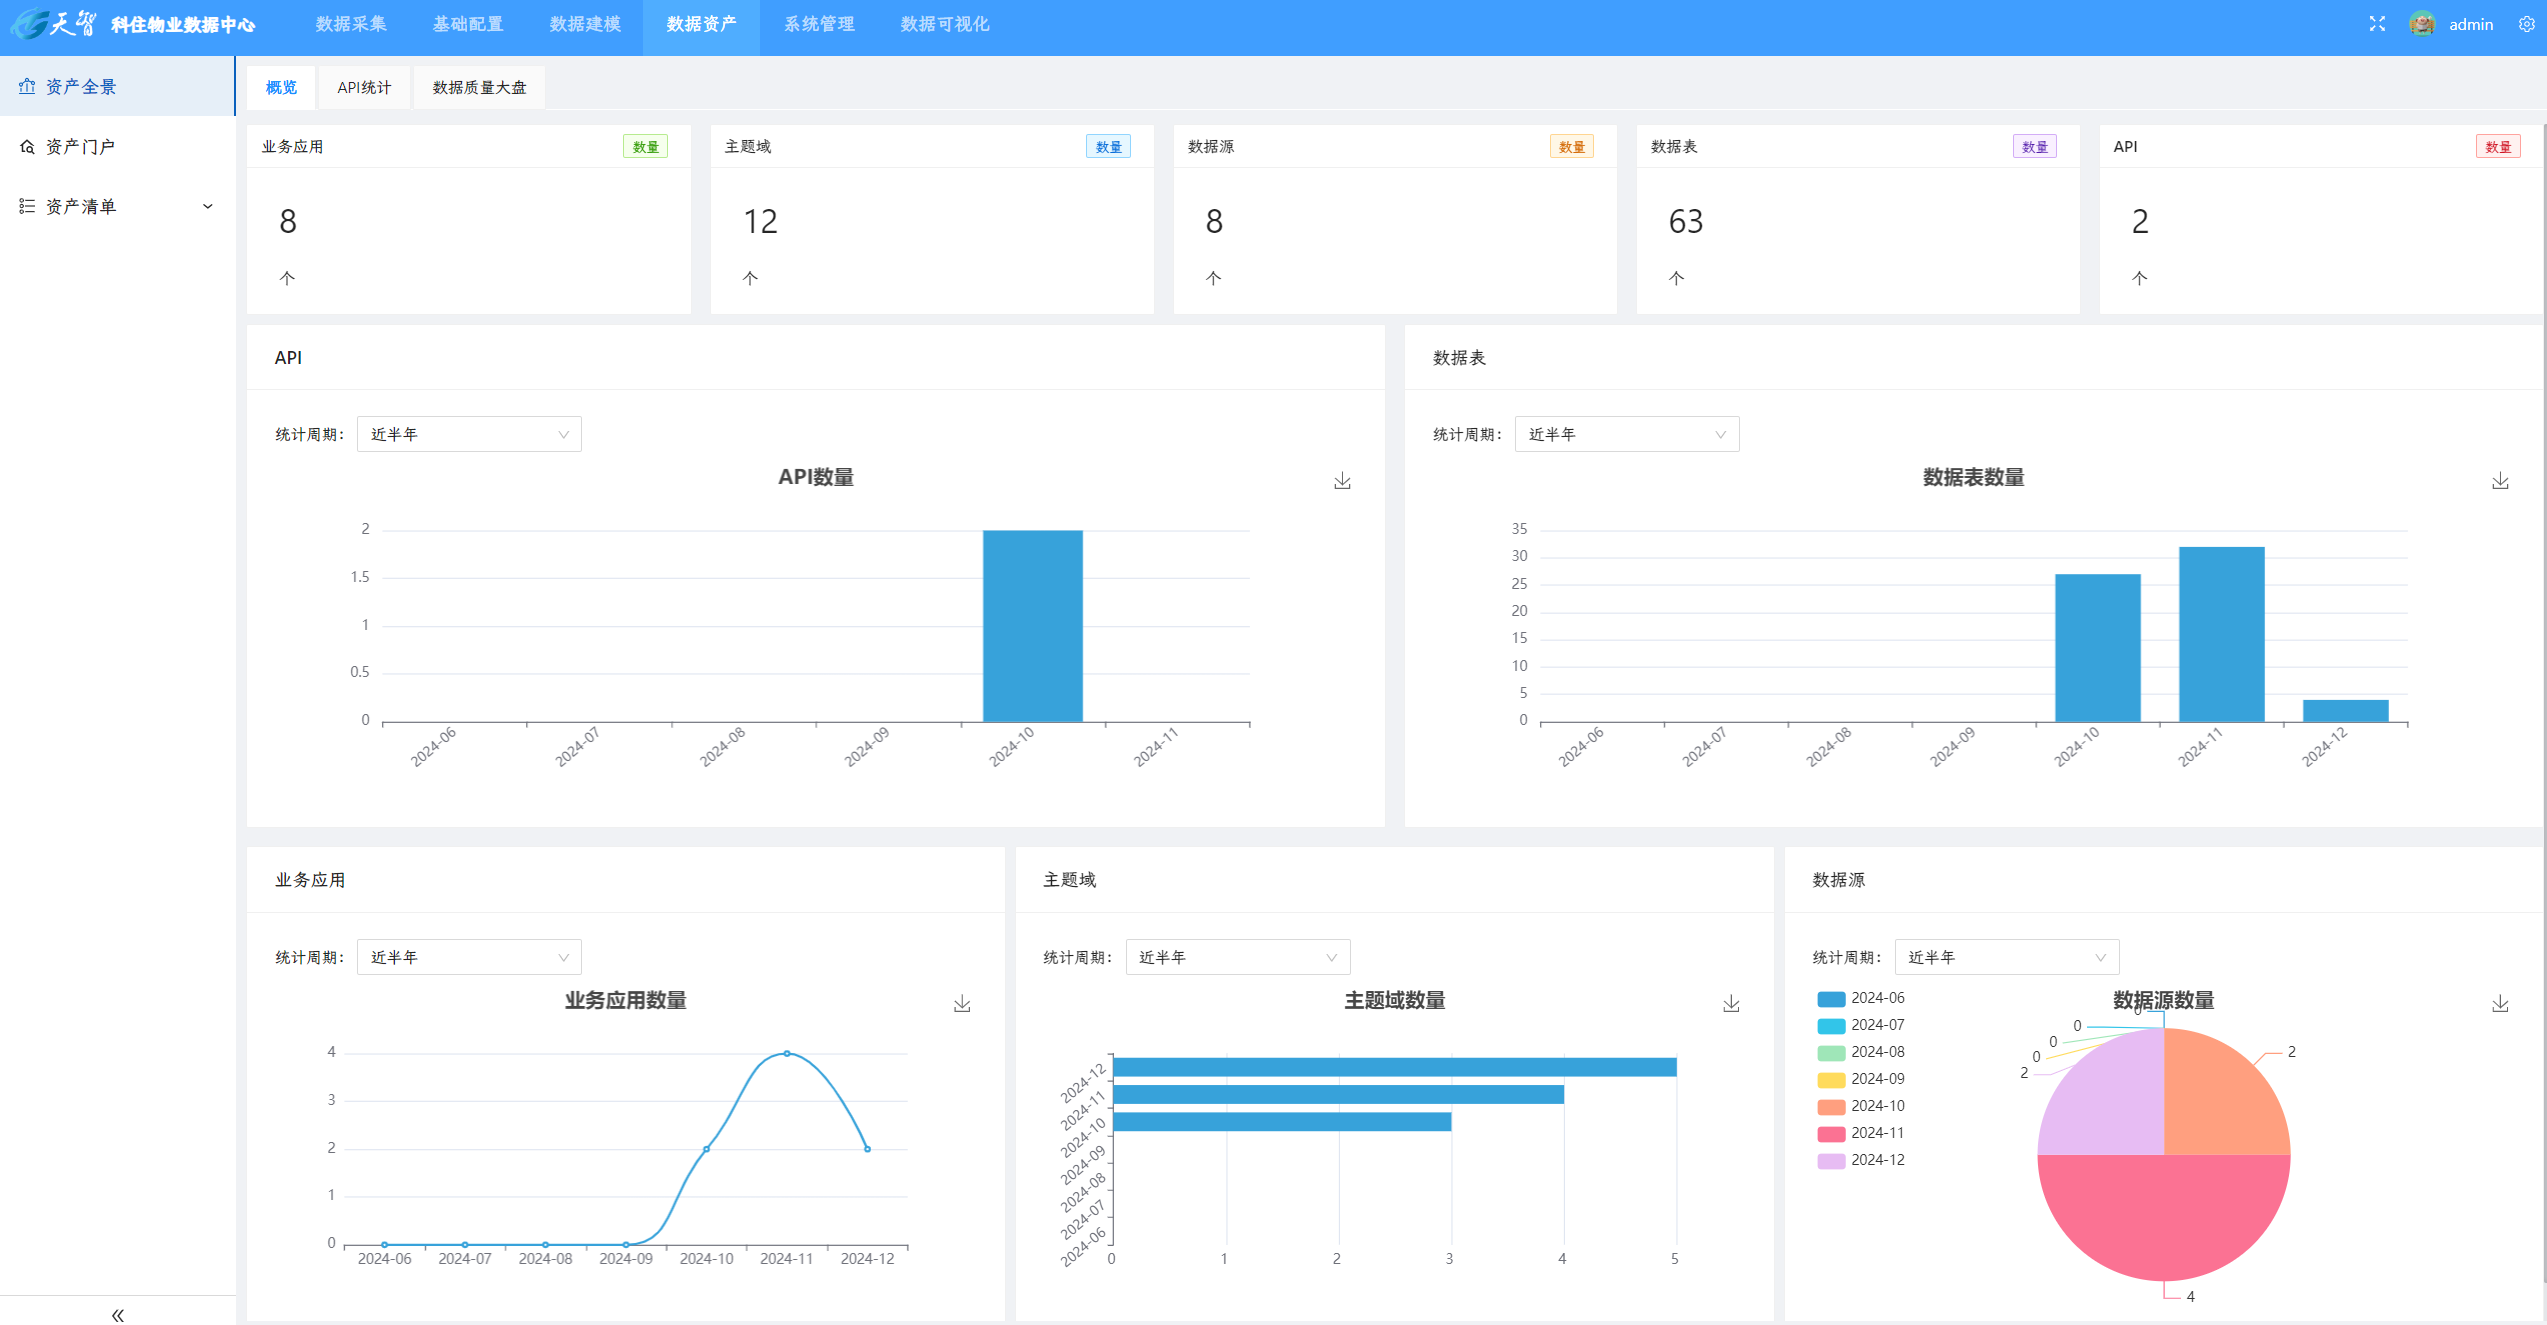 天智 科住物业数据中心 数据采集 基础配置 数据建模 数据资产 系统管理 数据可视化 admin
资产全景
资产门户
资产清单
概览 API统计 数据质量大盘
业务应用 数量 主题域 数量 数据源 数量 数据表 数量 API 数量
8 12 8 63 2
个 个 个 个 个
API
统计周期： 近半年
API数量
2
1.5
1
0.5
0
2024-06 2024-07 2024-08 2024-09 2024-10 2024-11
数据表
统计周期： 近半年
数据表数量
35
30
25
20
15
10
5
0
2024-06 2024-07 2024-08 2024-09 2024-10 2024-11 2024-12
业务应用
统计周期： 近半年
业务应用数量
4
3
2
1
0
2024-06 2024-07 2024-08 2024-09 2024-10 2024-11 2024-12
主题域
统计周期： 近半年
主题域数量
2024-12
2024-11
2024-10
2024-09
2024-08
2024-07
2024-06
0 1 2 3 4 5
数据源
统计周期： 近半年
数据源数量
2024-06
2024-07
2024-08
2024-09
2024-10
2024-11
2024-12
0
0
0
0
2
2
4